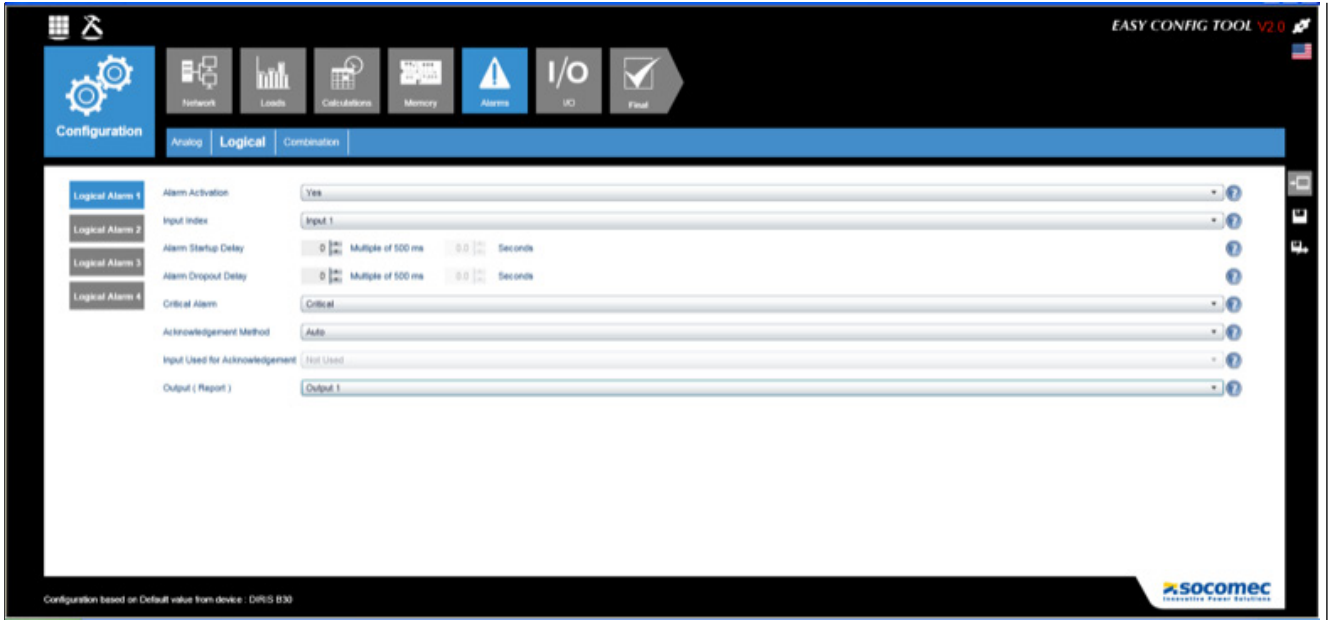 EASY CONFIG TOOL V2.0
Configuration
Network
Loads
Calculations
Memory
Alarms
I/O
I/O
Final
Analog
Logical
Combination
Logical Alarm 1
Logical Alarm 2
Logical Alarm 3
Logical Alarm 4
Alarm Activation Yes
Input Index Input 1
Alarm Startup Delay 0 Multiple of 500 ms 0.0 Seconds
Alarm Dropout Delay 0 Multiple of 500 ms 0.0 Seconds
Critical Alarm Critical
Acknowledgement Method Auto
Input Used for Acknowledgement Not Used
Output ( Report ) Output 1
Configuration based on Default value from device : DIRIS B30
socomec
Innovative Power Solutions